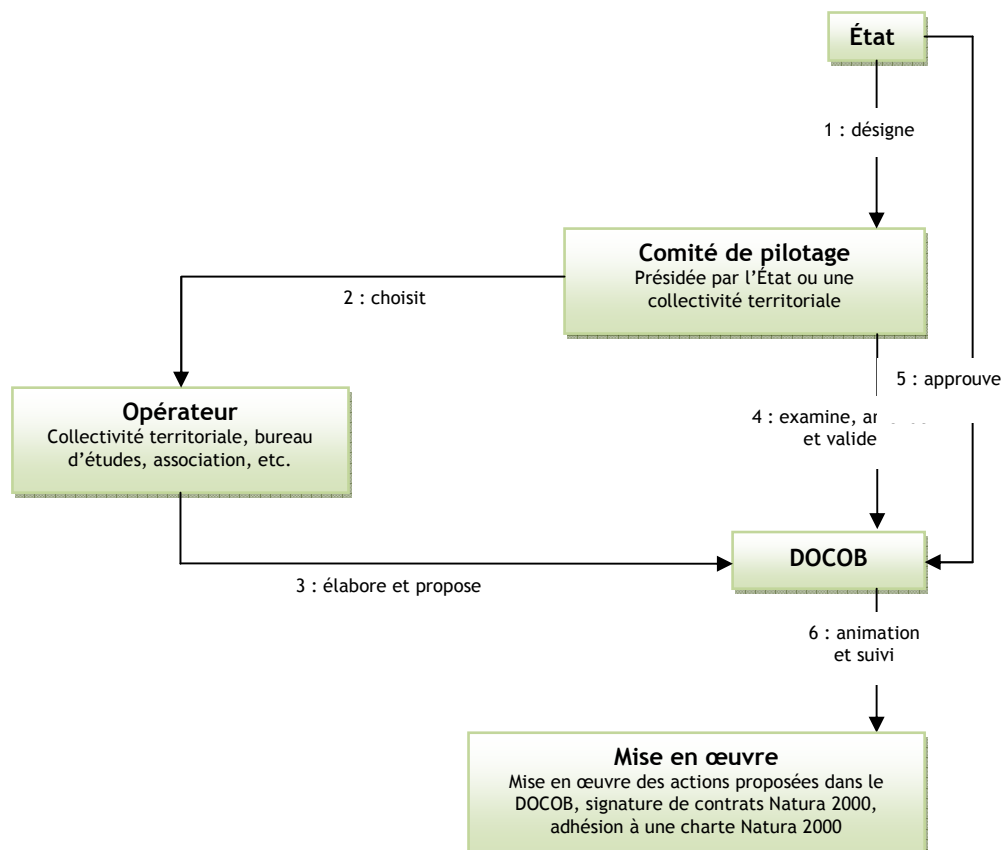 État
1 : désigne
Comité de pilotage
Présidée par l'État ou une
collectivité territoriale
2 : choisit
5 : approuve
Opérateur
Collectivité territoriale, bureau
d'études, association, etc.
4 : examine,
et valide
DOCOB
3 : élabore et propose
6 : animation
et suivi
Mise en œuvre
Mise en œuvre des actions proposées dans le
DOCOB, signature de contrats Natura 2000,
adhésion à une charte Natura 2000